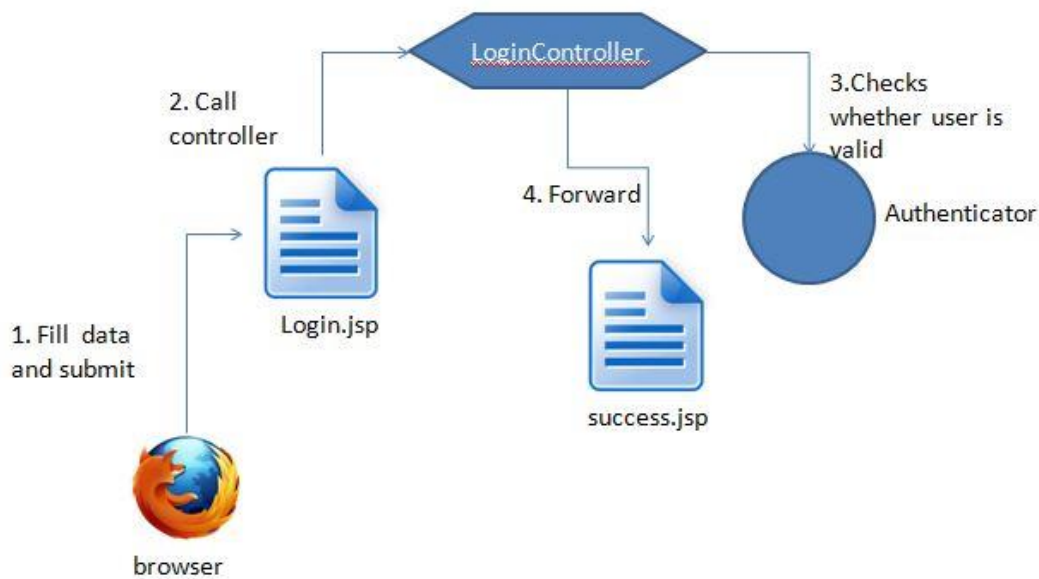 LoginController
2. Call
controller
3.Checks
whether user is
valid
4. Forward
Authenticator
Login.jsp
1. Fill data
and submit
success.jsp
browser